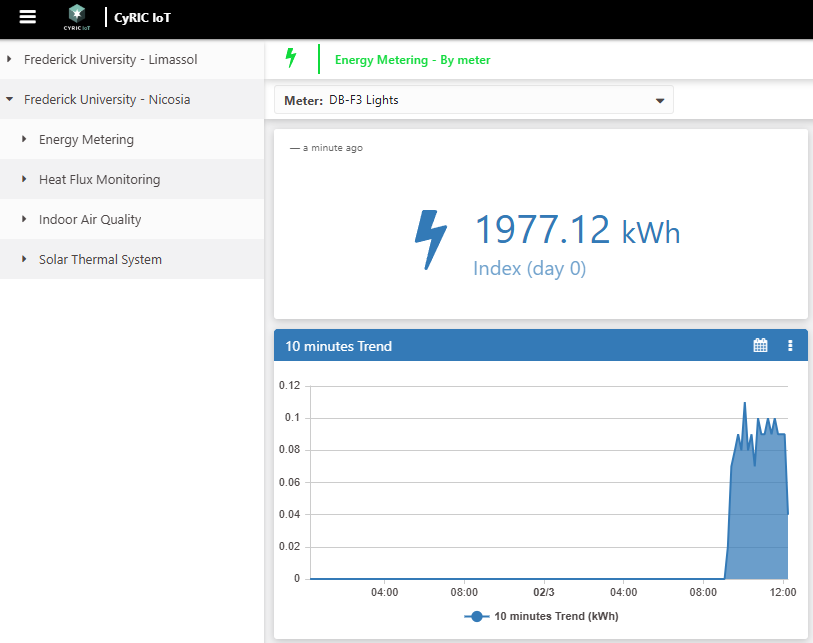 CYRIC IoT
CyRIC IoT
Frederick University - Limassol
Frederick University - Nicosia
Energy Metering
Heat Flux Monitoring
Indoor Air Quality
Solar Thermal System
Energy Metering - By meter
Meter: DB-F3 Lights
— a minute ago
1977.12 kWh
Index (day 0)
10 minutes Trend
0.12
0.1
0.08
0.06
0.04
0.02
0
04:00 08:00 02/3 04:00 08:00 12:00
10 minutes Trend (kWh)